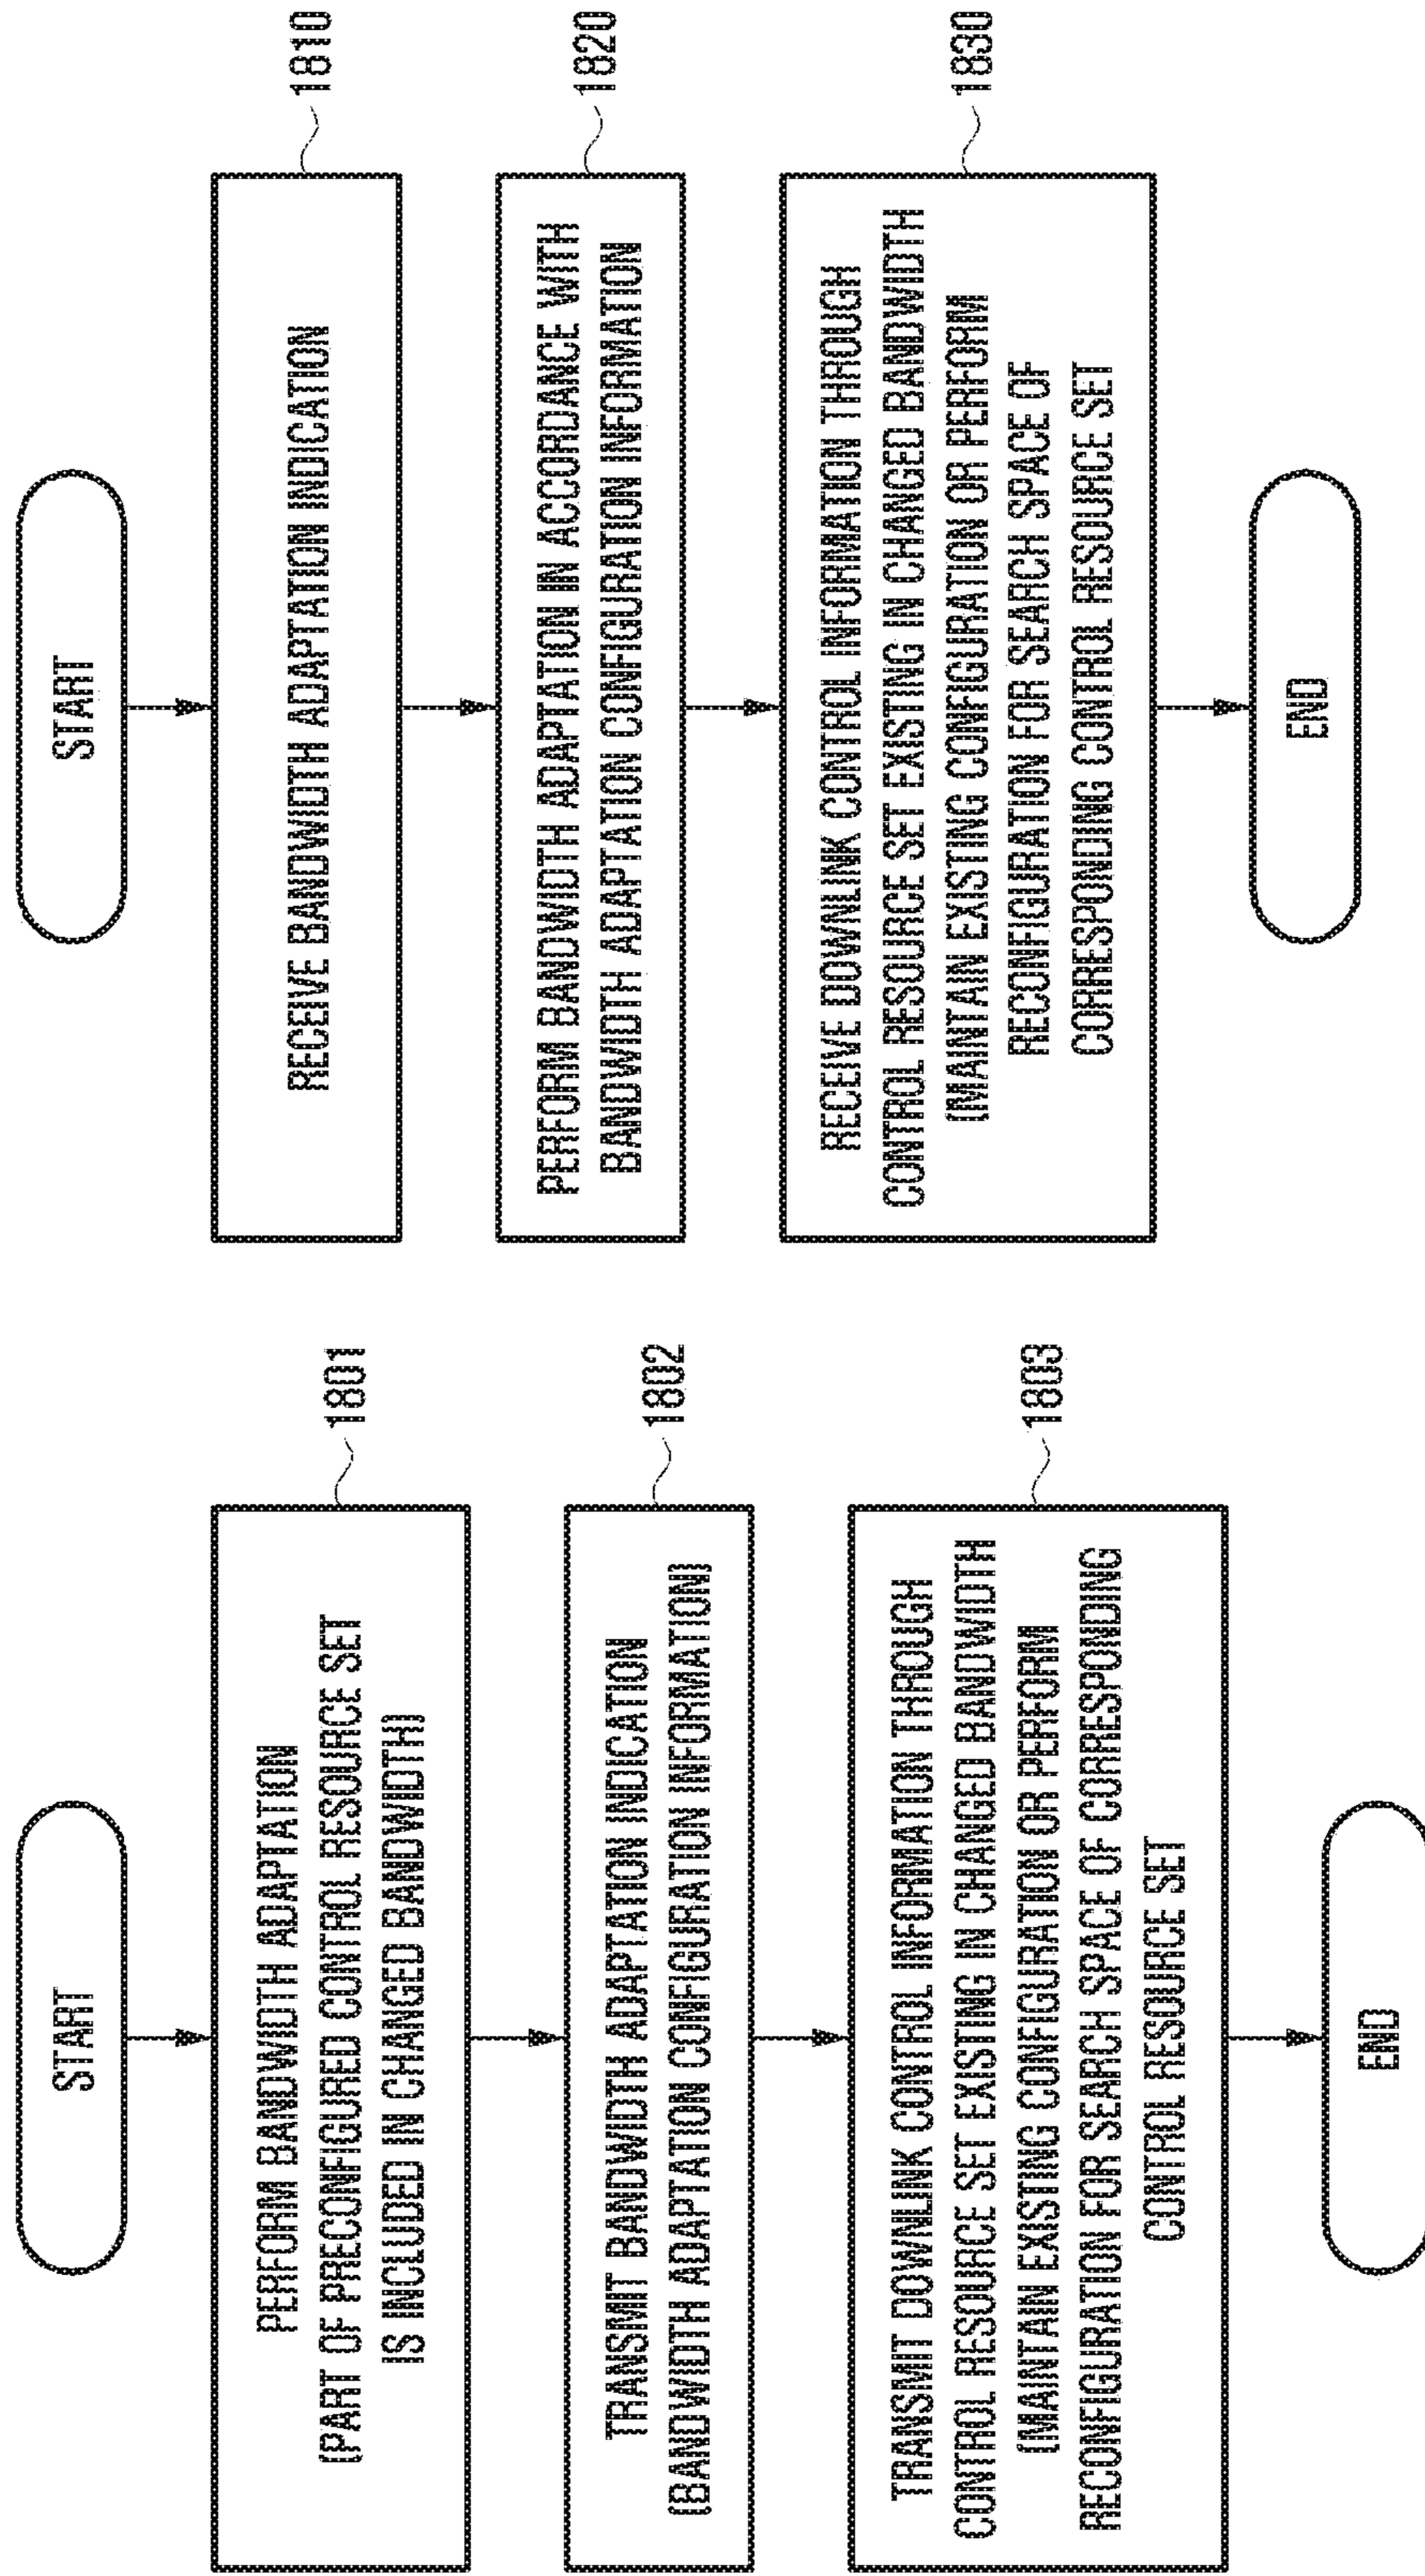 START
PERFORM BANDWIDTH ADAPTATION
(PART OF PRECONFIGURED CONTROL RESOURCE SET
IS INCLUDED IN CHANGED BANDWIDTH)
1801
TRANSMIT BANDWIDTH ADAPTATION INDICATION
(BANDWIDTH ADAPTATION CONFIGURATION INFORMATION)
1802
TRANSMIT DOWNLINK CONTROL INFORMATION THROUGH
CONTROL RESOURCE SET EXISTING IN CHANGED BANDWIDTH
(MAINTAIN EXISTING CONFIGURATION OR PERFORM
RECONFIGURATION FOR SEARCH SPACE OF CORRESPONDING
CONTROL RESOURCE SET
1803
END
START
RECEIVE BANDWIDTH ADAPTATION INDICATION
1810
PERFORM BANDWIDTH ADAPTATION IN ACCORDANCE WITH
BANDWIDTH ADAPTATION CONFIGURATION INFORMATION
1820
RECEIVE DOWNLINK CONTROL INFORMATION THROUGH
CONTROL RESOURCE SET EXISTING IN CHANGED BANDWIDTH
(MAINTAIN EXISTING CONFIGURATION OR PERFORM
RECONFIGURATION FOR SEARCH SPACE OF
CORRESPONDING CONTROL RESOURCE SET
1830
END